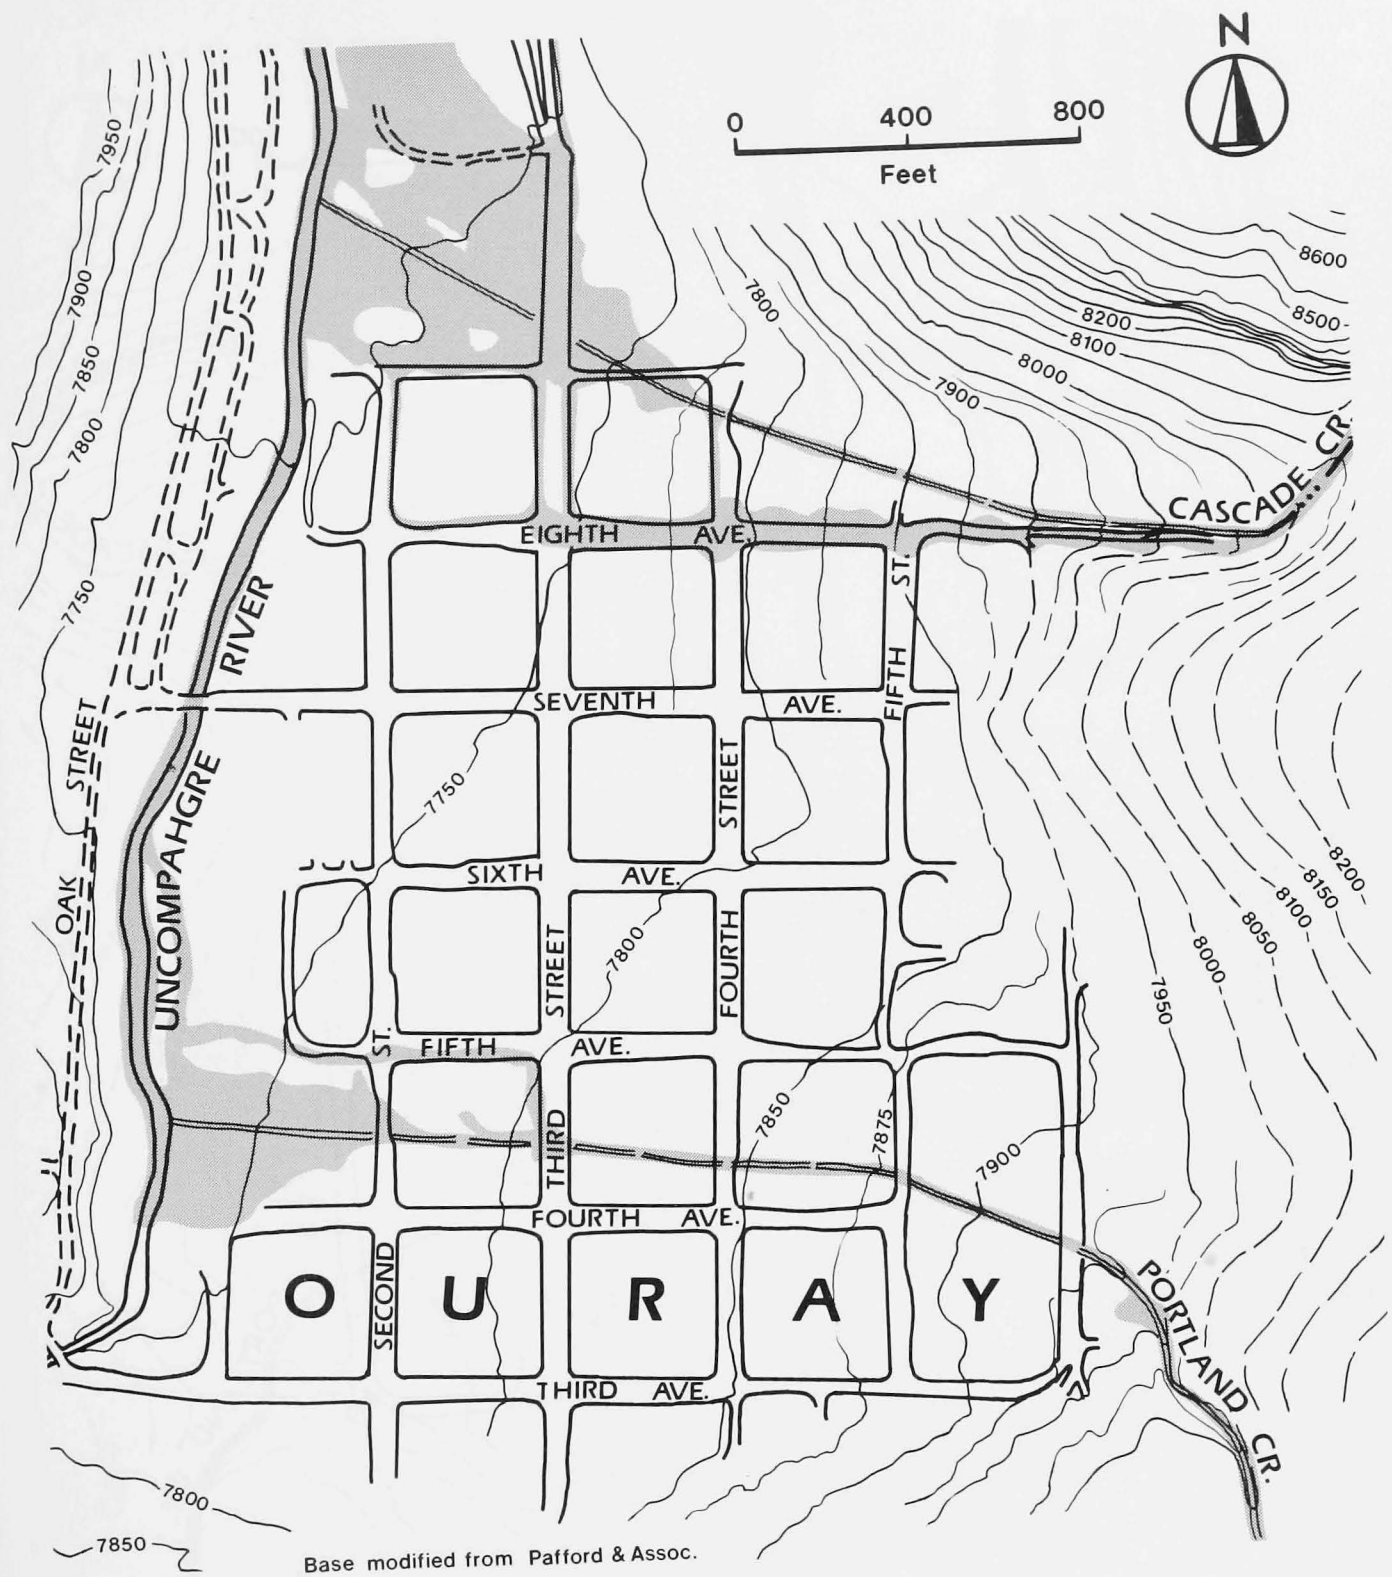 N
0 400 800
Feet
7950
7900
7850
7800
7750
7800
8600
8500
8200
8100
8000
7900
CASCADE CR.
EIGHTH AVE.
FIFTH ST.
RIVER
UNCOMPAHGRE
SEVENTH AVE.
OAK STREET
7750
STREET
SIXTH AVE.
7800
STREET
FOURTH
8200
8150
8100
8050
8000
7950
ST.
FIFTH AVE.
7850
7875
7900
THIRD
FOURTH AVE.
SECOND
O U R A Y
PORTLAND CR.
THIRD AVE.
7800
7850
Base modified from Pafford & Assoc.